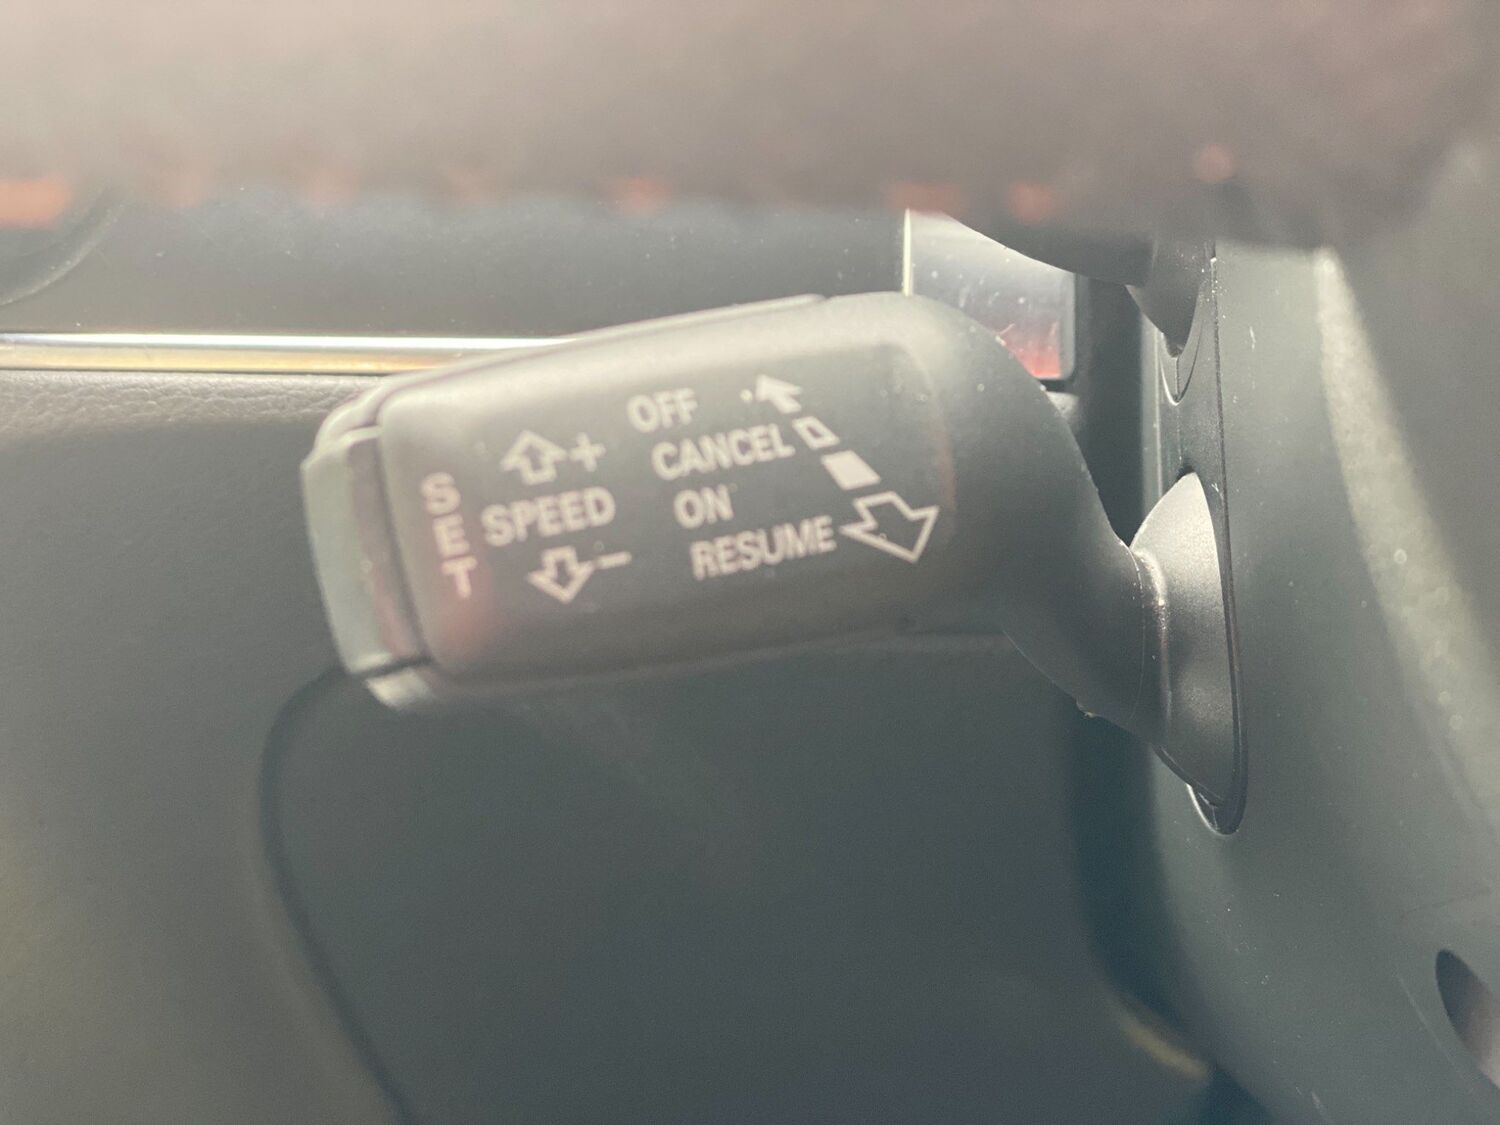 SET
+
SPEED
-
OFF
CANCEL
ON
RESUME